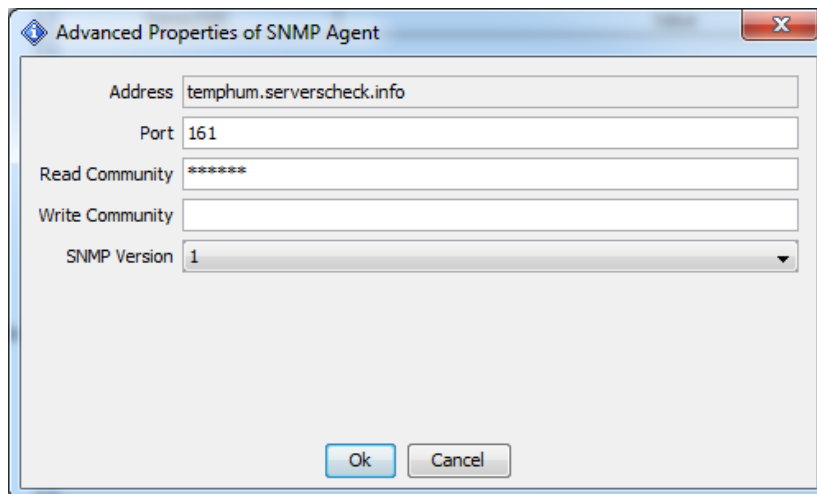 Advanced Properties of SNMP Agent
Address temphum.serverscheck.info
Port 161
Read Community ******
Write Community
SNMP Version 1
Ok Cancel